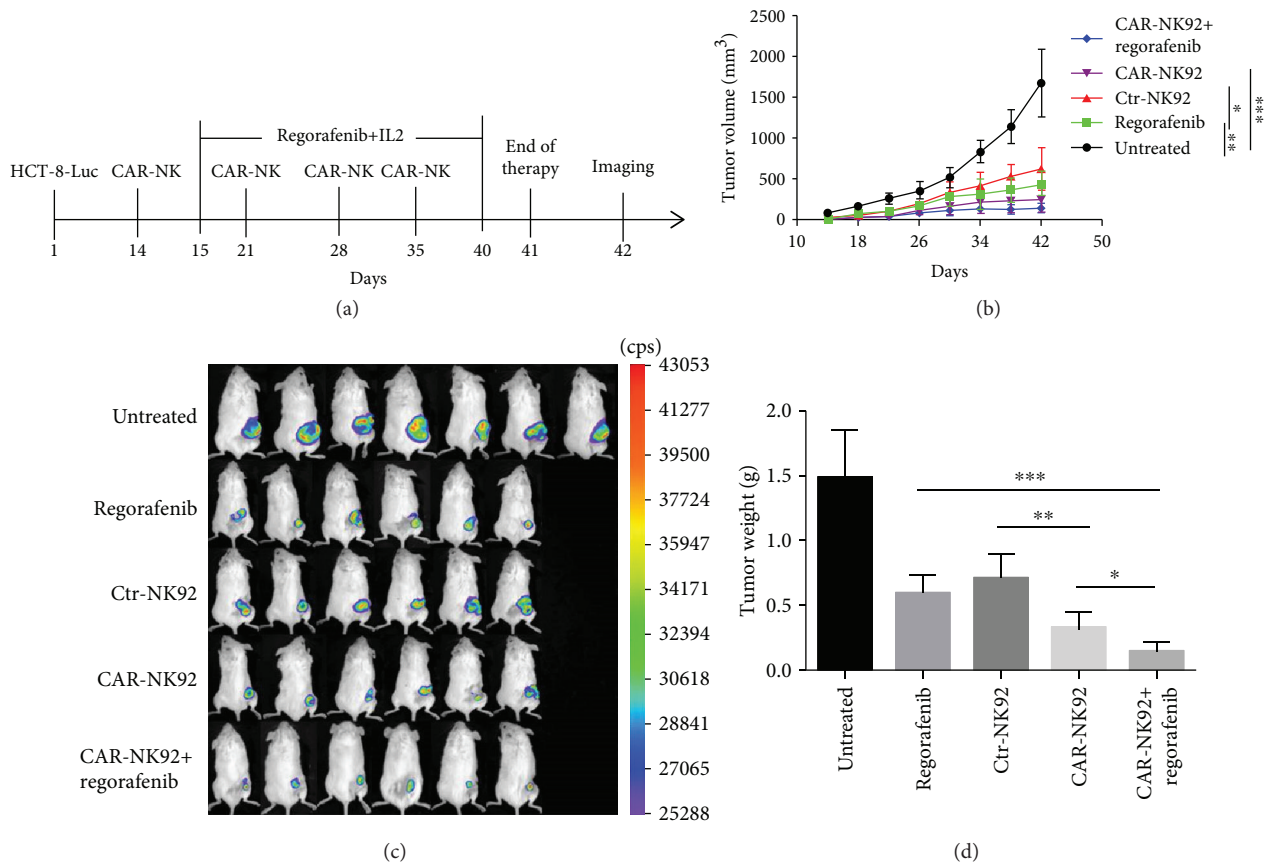 Regorafenib+IL2
HCT-8-Luc CAR-NK CAR-NK CAR-NK CAR-NK End of
therapy Imaging
1 14 15 21 28 35 40 41 42
Days
(a)
Tumor volume (mm3)
2500
2000
1500
1000
500
0
10 18 26 34 42 50
Days
CAR-NK92+
regorafenib
CAR-NK92
Ctr-NK92
Regorafenib
Untreated
**
*
***
(b)
(cps)
Untreated
Regorafenib
Ctr-NK92
CAR-NK92
CAR-NK92+
regorafenib
43053
41277
39500
37724
35947
34171
32394
30618
28841
27065
25288
(c)
Tumor weight (g)
2.0
1.5
1.0
0.5
0.0
***
**
*
Untreated
Regorafenib
Ctr-NK92
CAR-NK92
CAR-NK92+
regorafenib
(d)